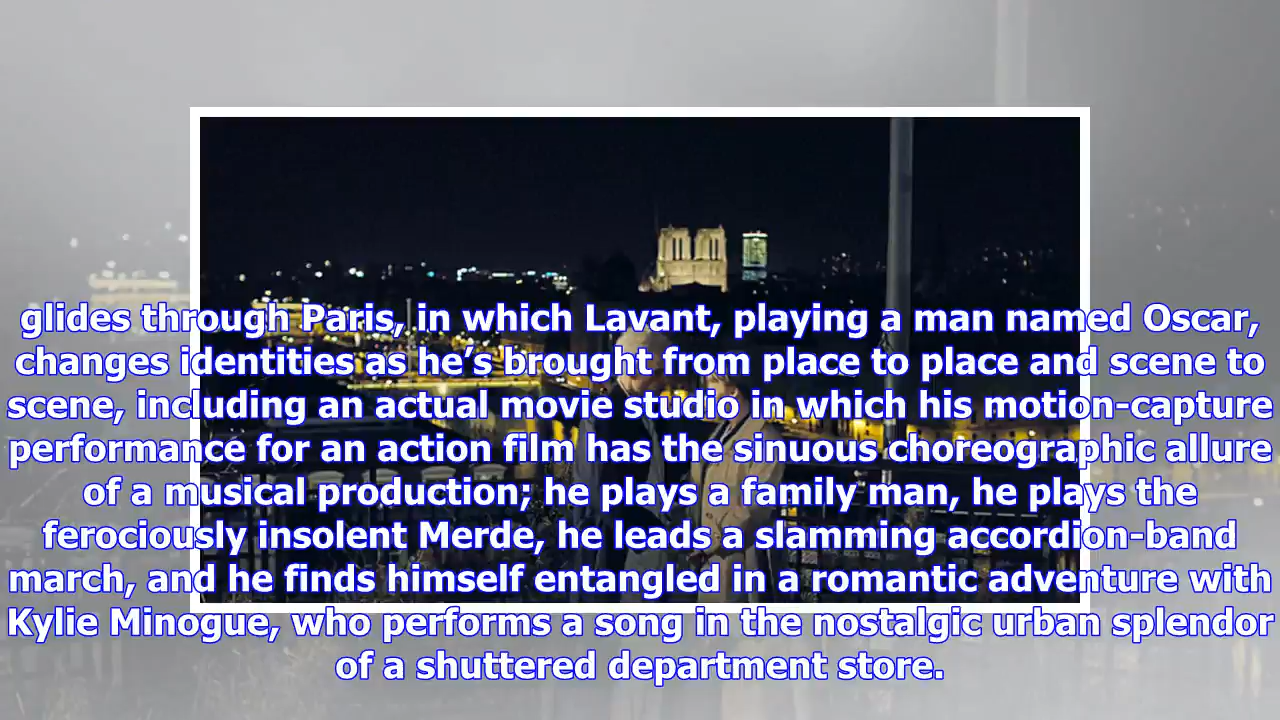 glides through Paris, in which Lavant, playing a man named Oscar,
changes identities as he’s brought from place to place and scene to
scene, including an actual movie studio in which his motion-capture
performance for an action film has the sinuous choreographic allure
of a musical production; he plays a family man, he plays the
ferociously insolent Merde, he leads a slamming accordion-band
march, and he finds himself entangled in a romantic adventure with
Kylie Minogue, who performs a song in the nostalgic urban splendor
of a shuttered department store.